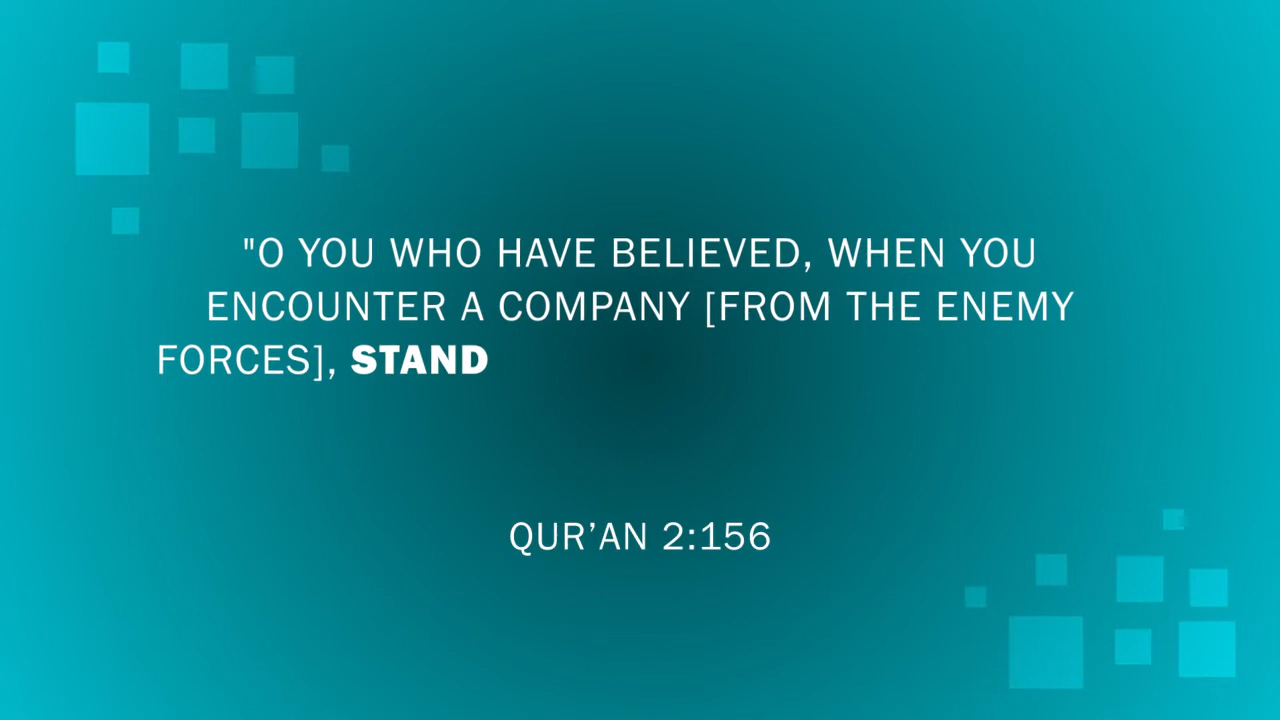 "O YOU WHO HAVE BELIEVED, WHEN YOU
ENCOUNTER A COMPANY [FROM THE ENEMY
FORCES], STAND
QUR’AN 2:156